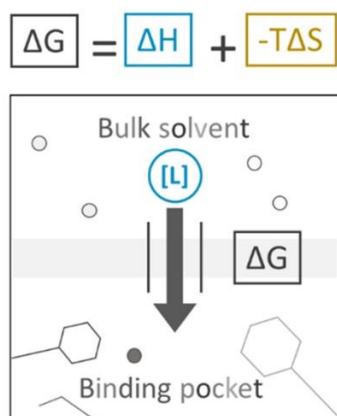 ΔG = ΔH + -TΔS
Bulk solvent
[L]
ΔG
Binding pocket